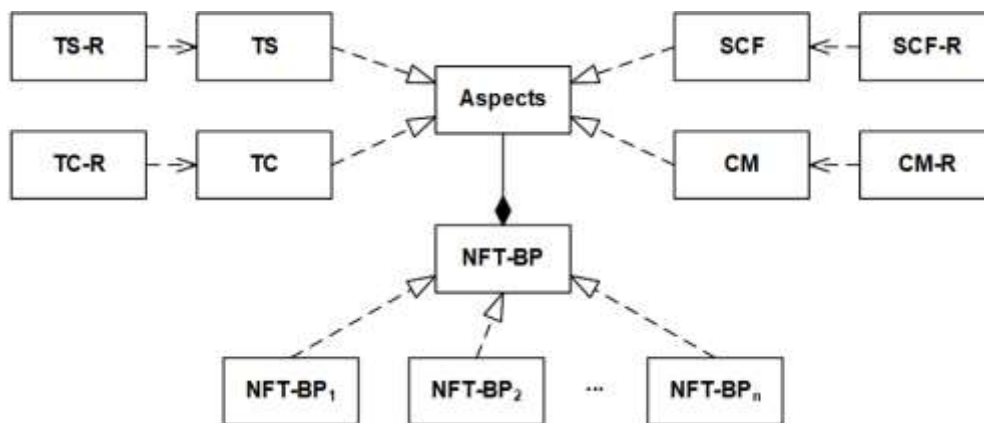 TS-R
TS
SCF
SCF-R
Aspects
TC-R
TC
CM
CM-R
NFT-BP
NFT-BP₁
NFT-BP₂
...
NFT-BPₙ